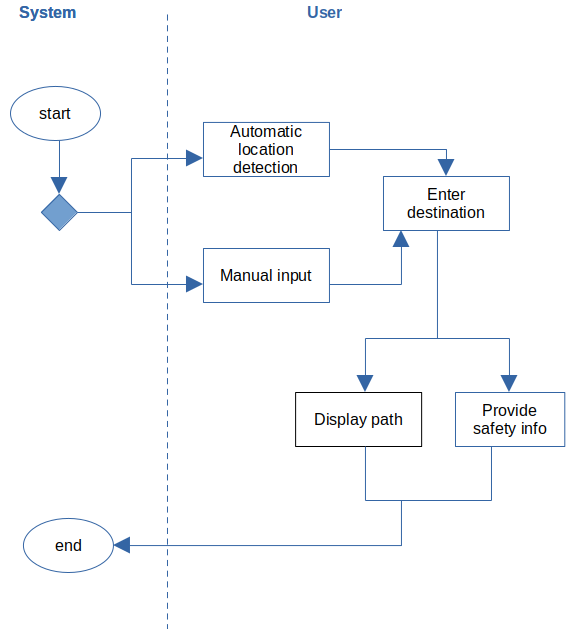 System
User
start
Automatic
location
detection
Enter
destination
Manual input
Display path
Provide
safety info
end